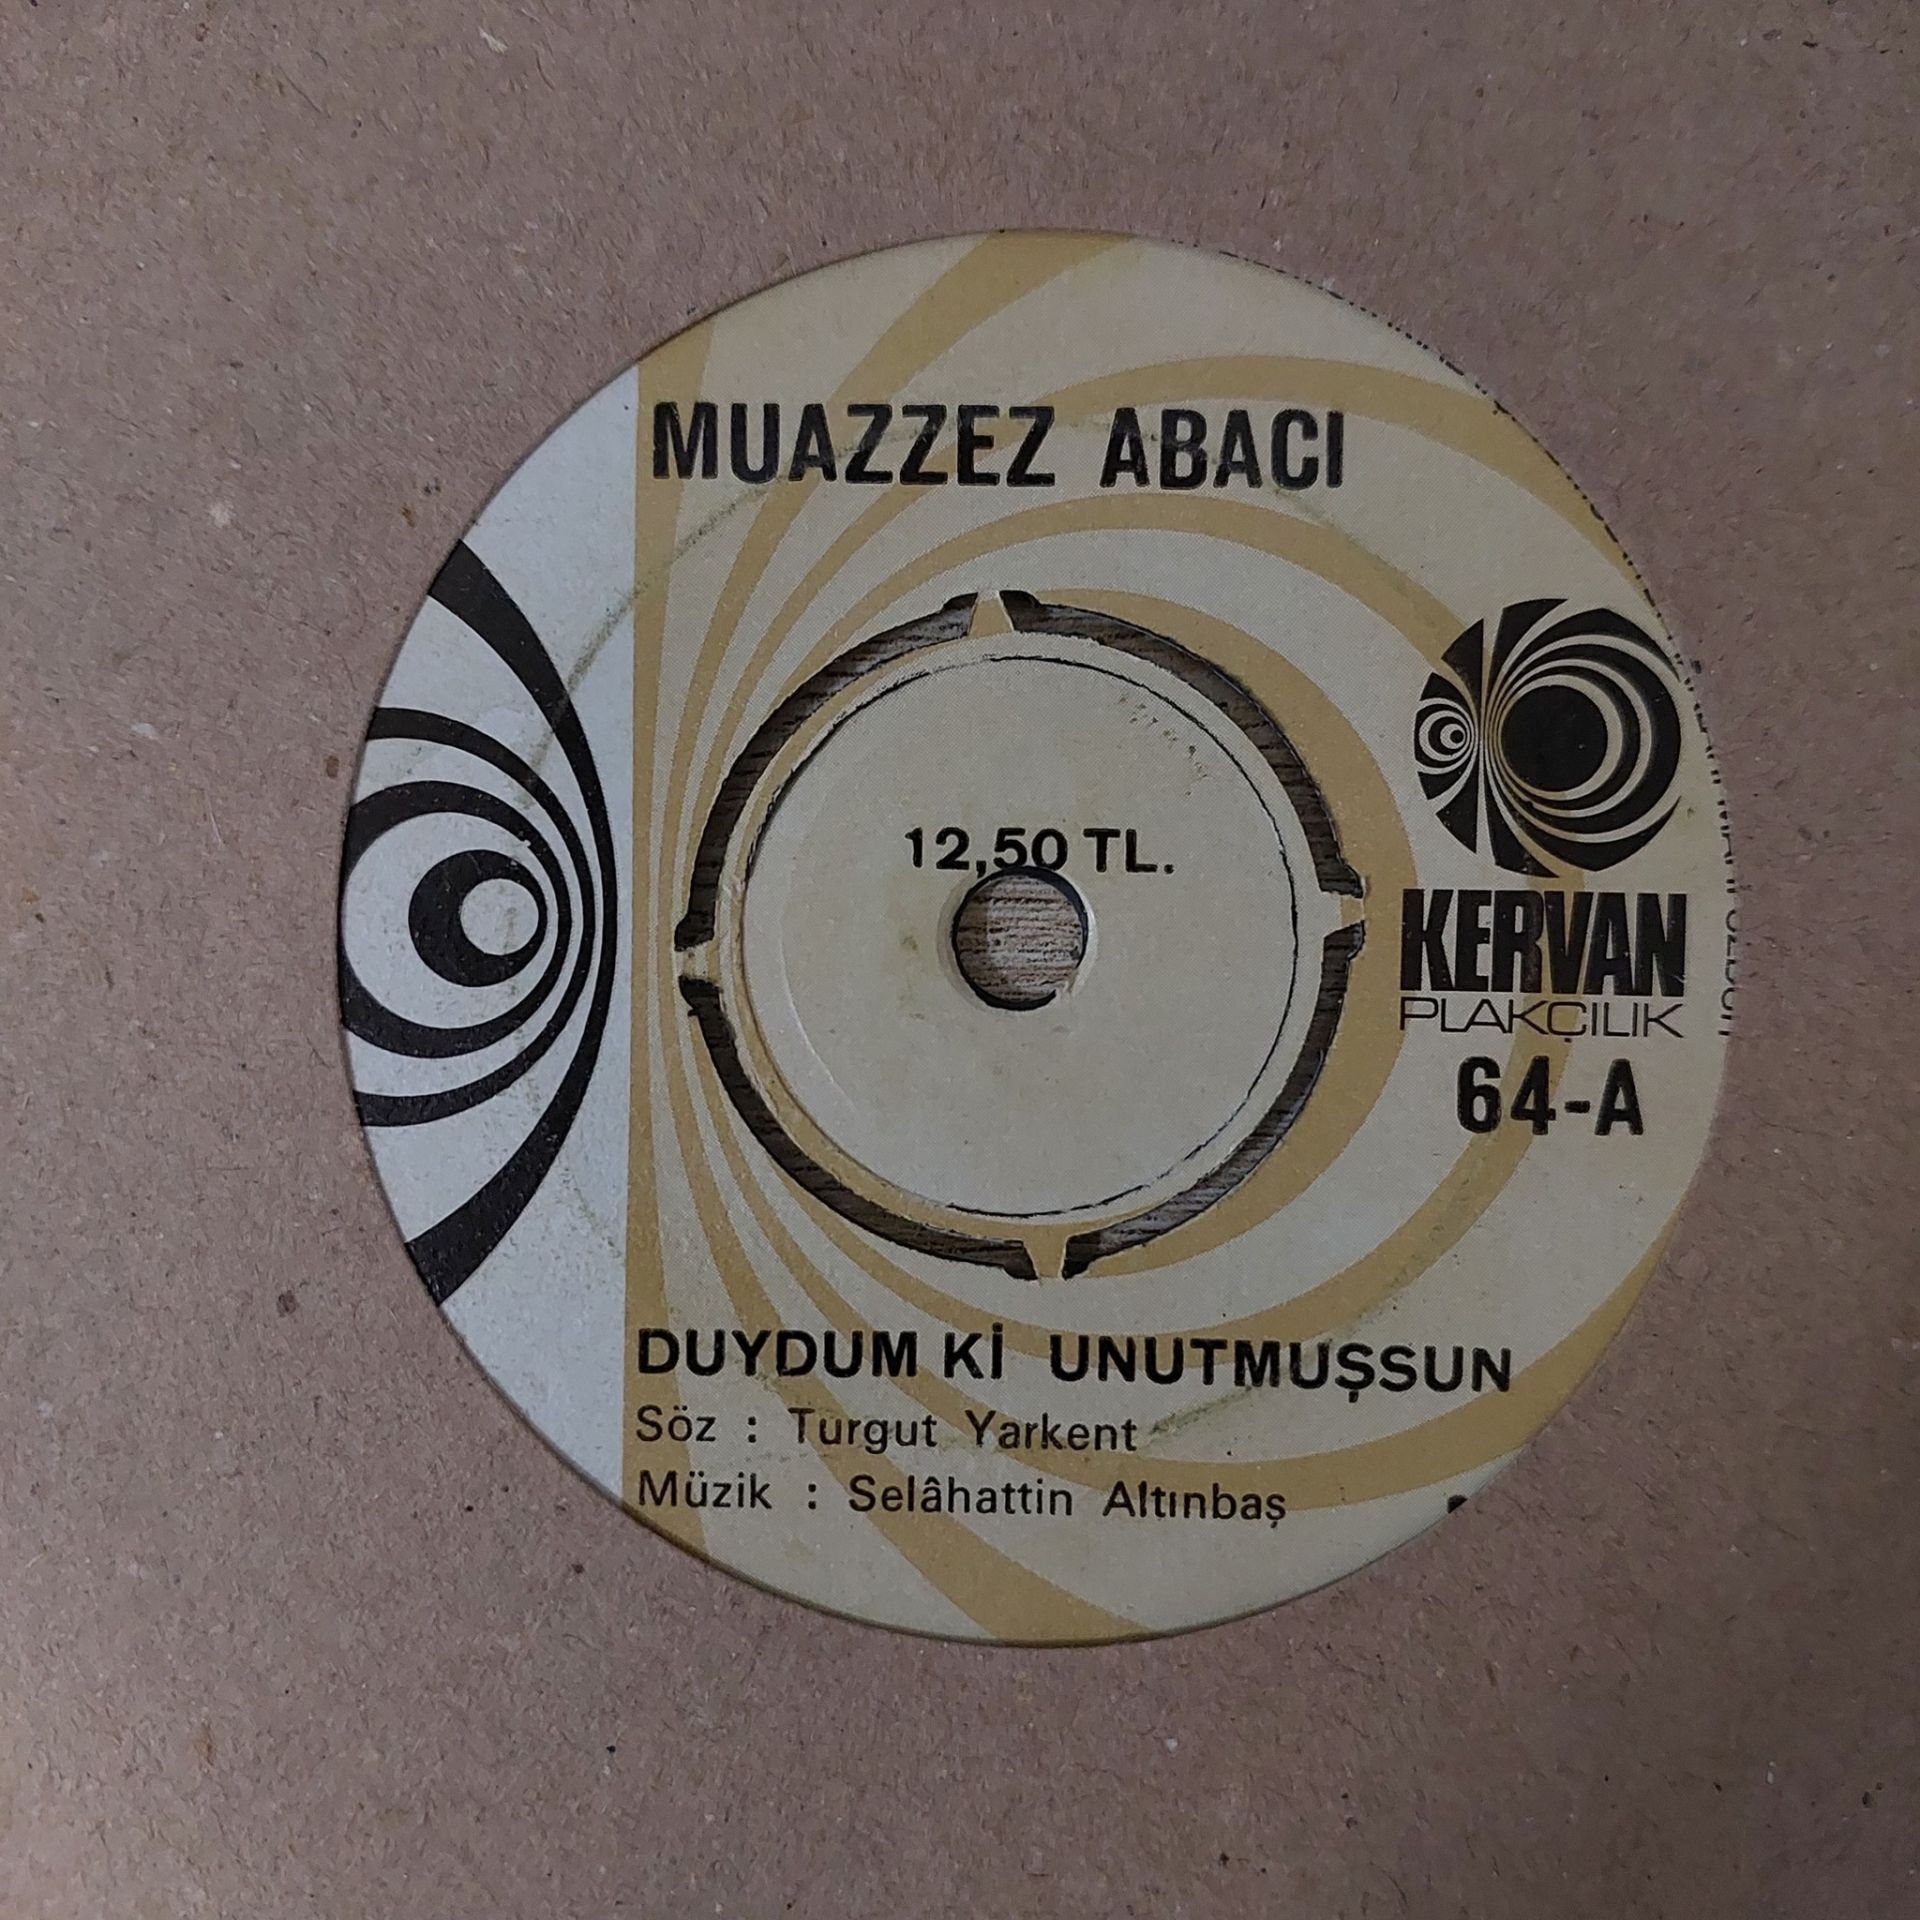 MUAZZEZ ABACI
12,50 TL.
KERVAN
PLAKÇILIK
64-A
DUYDUM Kİ UNUTMUŞSUN
Söz : Turgut Yarkent
Müzik : Selâhattin Altınbaş